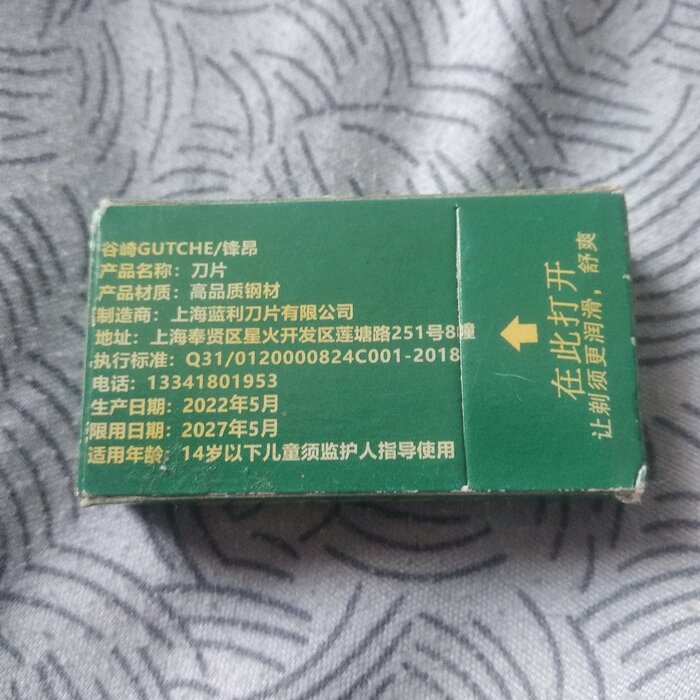 谷崎GUTCHE/锋昂
产品名称：刀片
产品材质：高品质钢材
制造商：上海蓝利刀片有限公司
地址：上海奉贤区星火开发区莲塘路251号8幢
执行标准：Q31/0120000824C001-2018
电话：13341801953
生产日期：2022年5月
限用日期：2027年5月
适用年龄：14岁以下儿童须监护人指导使用
在此打开
让剃须更润滑，舒爽